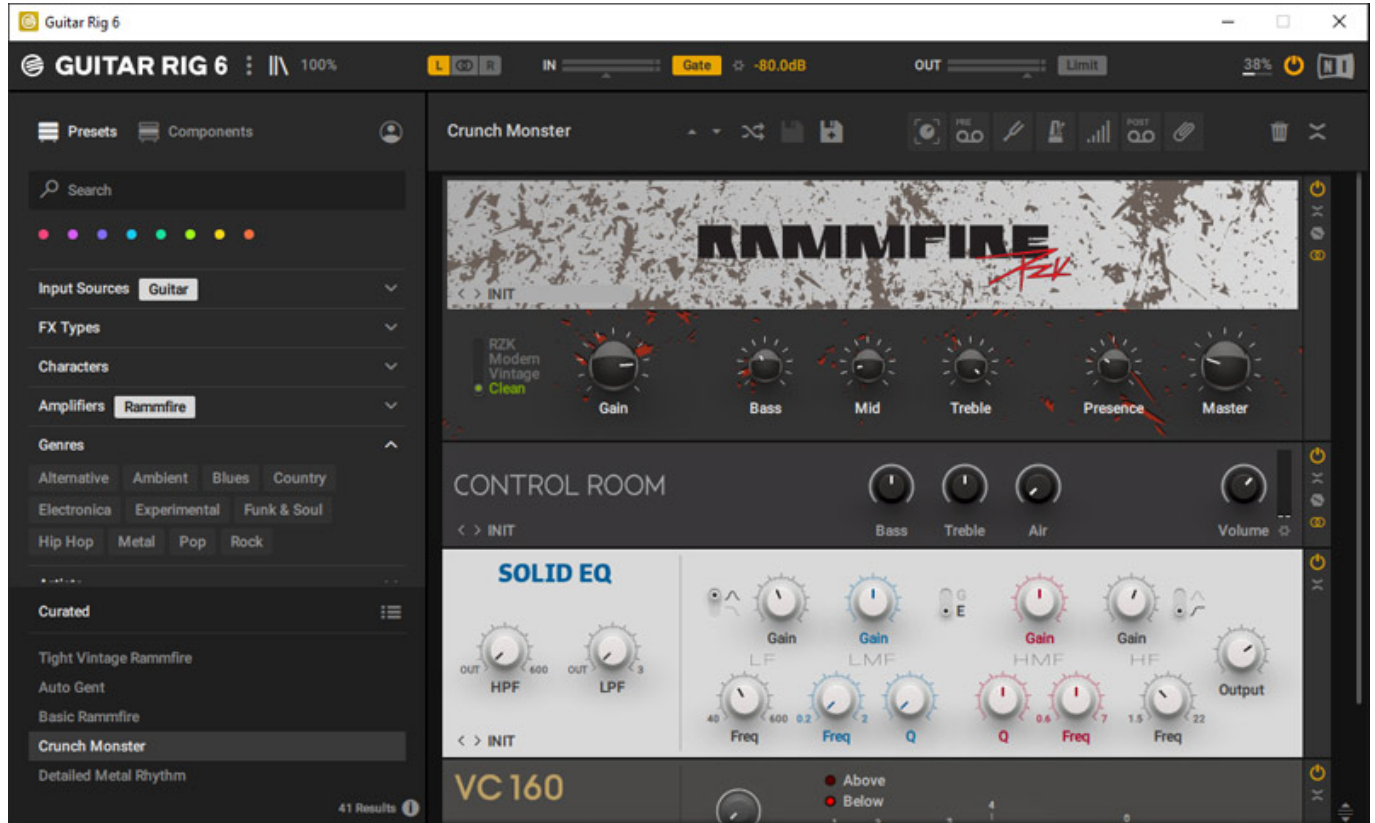 Guitar Rig 6
GUITAR RIG 6 100% L R IN Gate -80.0dB OUT Limit 38% NI
Presets Components
Search
Input Sources Guitar
FX Types
Characters
Amplifiers Rammfire
Genres
Alternative Ambient Blues Country
Electronica Experimental Funk & Soul
Hip Hop Metal Pop Rock
Curated
Tight Vintage Rammfire
Auto Gent
Basic Rammfire
Crunch Monster
Detailed Metal Rhythm
41 Results
Crunch Monster PRE POST
RAMMFIRE
RZK
< > INIT
RZK
Modern
Vintage
Clean
Gain Bass Mid Treble Presence Master
CONTROL ROOM
< > INIT
Bass Treble Air Volume
SOLID EQ
OUT 600 OUT 3
HPF LPF
< > INIT
G
E
Gain Gain Gain Gain
LF LMF HMF HF
Output
40 600 0.2 2 0.6 7 1.5 22
Freq Freq Q Q Freq Freq
VC 160
Above
Below
4